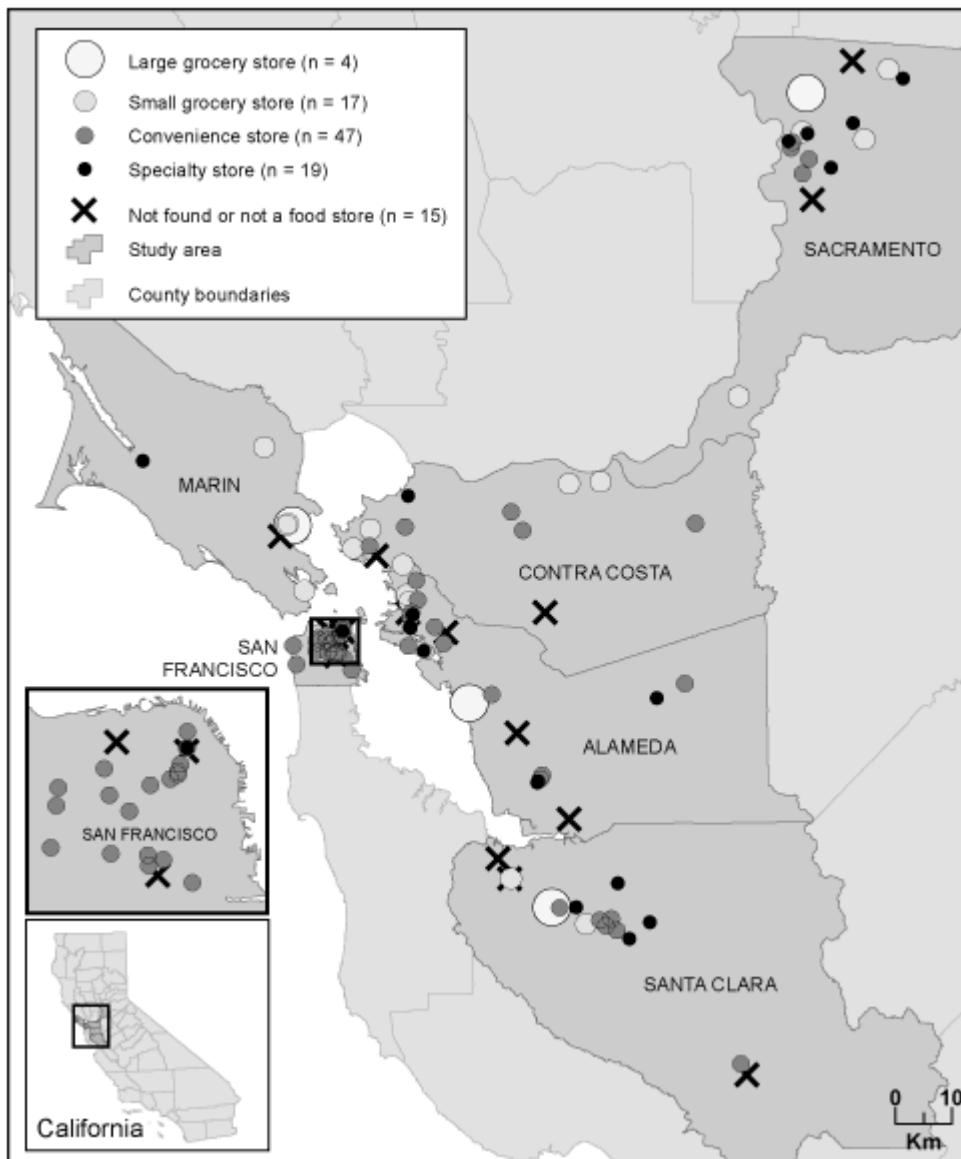 Large grocery store (n = 4)
Small grocery store (n = 17)
Convenience store (n = 47)
Specialty store (n = 19)
Not found or not a food store (n = 15)
Study area
County boundaries
SACRAMENTO
MARIN
CONTRA COSTA
SAN
FRANCISCO
ALAMEDA
SAN FRANCISCO
SANTA CLARA
0 10
Km
California